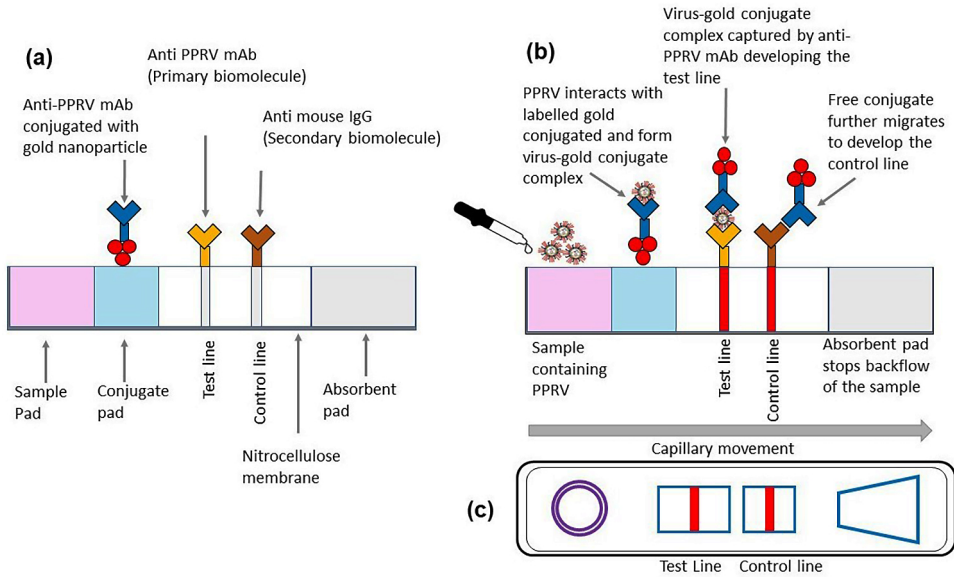 (a)
Anti PPRV mAb
(Primary biomolecule)
Anti-PPRV mAb
conjugated with
gold nanoparticle
Anti mouse IgG
(Secondary biomolecule)
Sample
Pad
Conjugate
pad
Test line
Control line
Nitrocellulose
membrane
Absorbent
pad
(b)
Virus-gold conjugate
complex captured by anti-
PPRV mAb developing the
test line
PPRV interacts with
labelled gold
conjugated and form
virus-gold conjugate
complex
Free conjugate
further migrates
to develop the
control line
Sample
containing
PPRV
Test line
Control line
Absorbent pad
stops backflow
of the sample
Capillary movement
(c)
Test Line
Control line